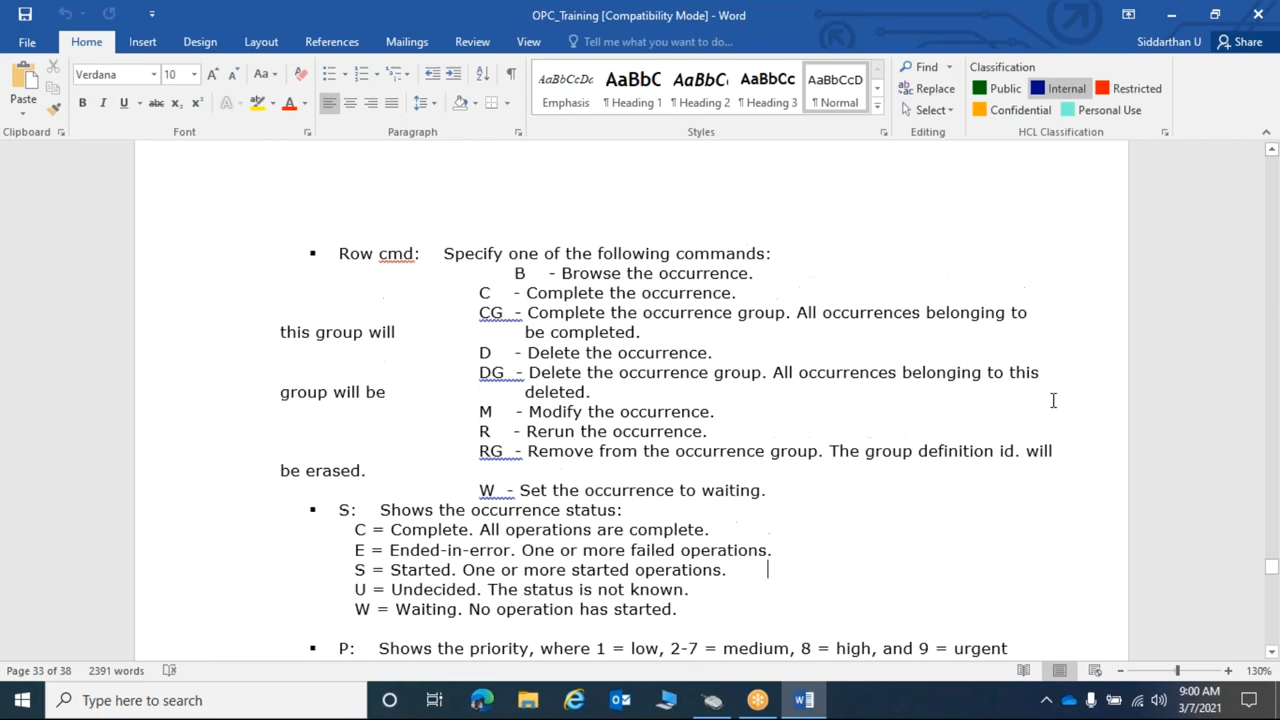 OPC_Training [Compatibility Mode] - Word
File Home Insert Design Layout References Mailings Review View Tell me what you want to do... Siddarthan U Share
Verdana 10
Paste
Clipboard Font Paragraph Styles Editing HCL Classification
AaBbCcDc AaBbC AaBbC AaBbCc AaBbCcD
Emphasis ¶ Heading 1 ¶ Heading 2 ¶ Heading 3 ¶ Normal
Find
Replace
Select
Classification
Public Internal Restricted
Confidential Personal Use
Row cmd: Specify one of the following commands:
B - Browse the occurrence.
C - Complete the occurrence.
CG - Complete the occurrence group. All occurrences belonging to
this group will be completed.
D - Delete the occurrence.
DG - Delete the occurrence group. All occurrences belonging to this
group will be deleted.
M - Modify the occurrence.
R - Rerun the occurrence.
RG - Remove from the occurrence group. The group definition id. will
be erased.
W - Set the occurrence to waiting.
S: Shows the occurrence status:
C = Complete. All operations are complete.
E = Ended-in-error. One or more failed operations.
S = Started. One or more started operations.
U = Undecided. The status is not known.
W = Waiting. No operation has started.
P: Shows the priority, where 1 = low, 2-7 = medium, 8 = high, and 9 = urgent
Page 33 of 38 2391 words 130%
Type here to search
9:00 AM
3/7/2021